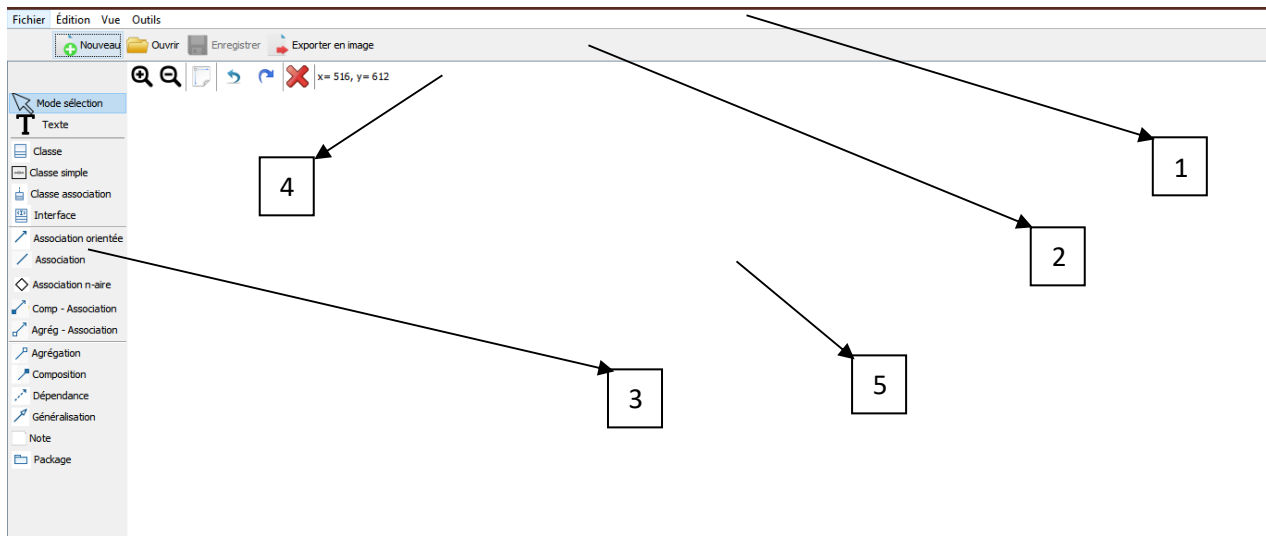 Fichier Édition Vue Outils
Nouveau Ouvrir Enregistrer Exporter en image
x= 516, y= 612
Mode sélection
T Texte
Classe
Classe simple
Classe association
Interface
Association orientée
Association
Association n-aire
Comp - Association
Agrég - Association
Agrégation
Composition
Dépendance
Généralisation
Note
Package
1
4
2
5
3